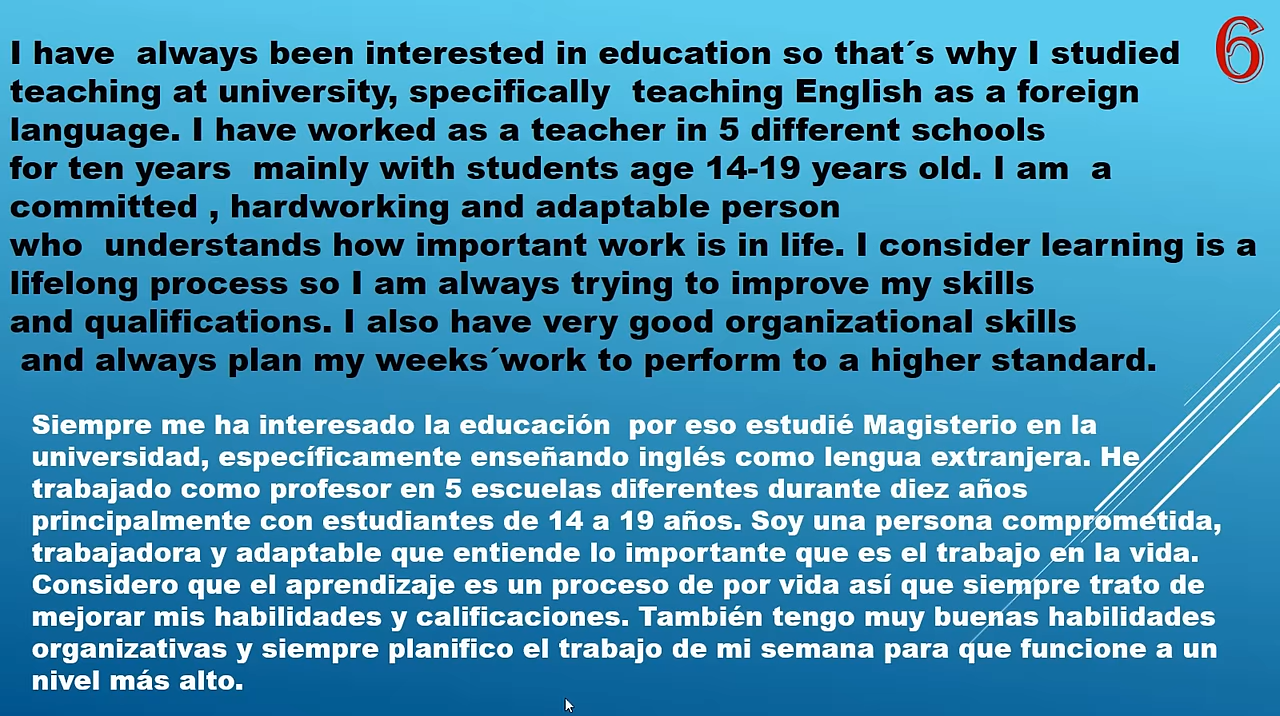 6
I have  always been interested in education so that´s why I studied
teaching at university, specifically  teaching English as a foreign
language. I have worked as a teacher in 5 different schools
for ten years  mainly with students age 14-19 years old. I am  a
committed , hardworking and adaptable person
who  understands how important work is in life. I consider learning is a
lifelong process so I am always trying to improve my skills
and qualifications. I also have very good organizational skills
and always plan my weeks´work to perform to a higher standard.
Siempre me ha interesado la educación  por eso estudié Magisterio en la
universidad, específicamente enseñando inglés como lengua extranjera. He
trabajado como profesor en 5 escuelas diferentes durante diez años
principalmente con estudiantes de 14 a 19 años. Soy una persona comprometida,
trabajadora y adaptable que entiende lo importante que es el trabajo en la vida.
Considero que el aprendizaje es un proceso de por vida así que siempre trato de
mejorar mis habilidades y calificaciones. También tengo muy buenas habilidades
organizativas y siempre planifico el trabajo de mi semana para que funcione a un
nivel más alto.